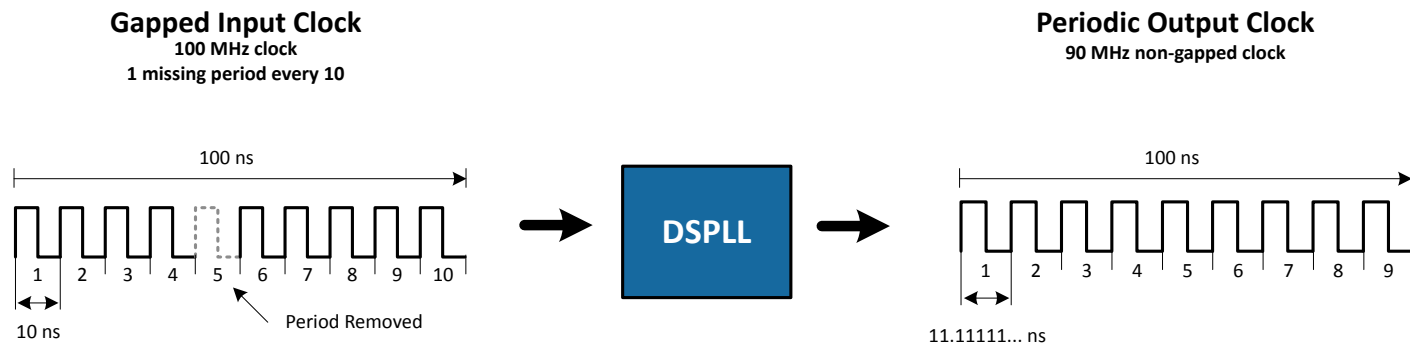 Gapped Input Clock
100 MHz clock
1 missing period every 10
Periodic Output Clock
90 MHz non-gapped clock
100 ns
1 2 3 4 5 6 7 8 9 10
10 ns
Period Removed
DSPLL
100 ns
1 2 3 4 5 6 7 8 9
11.11111... ns